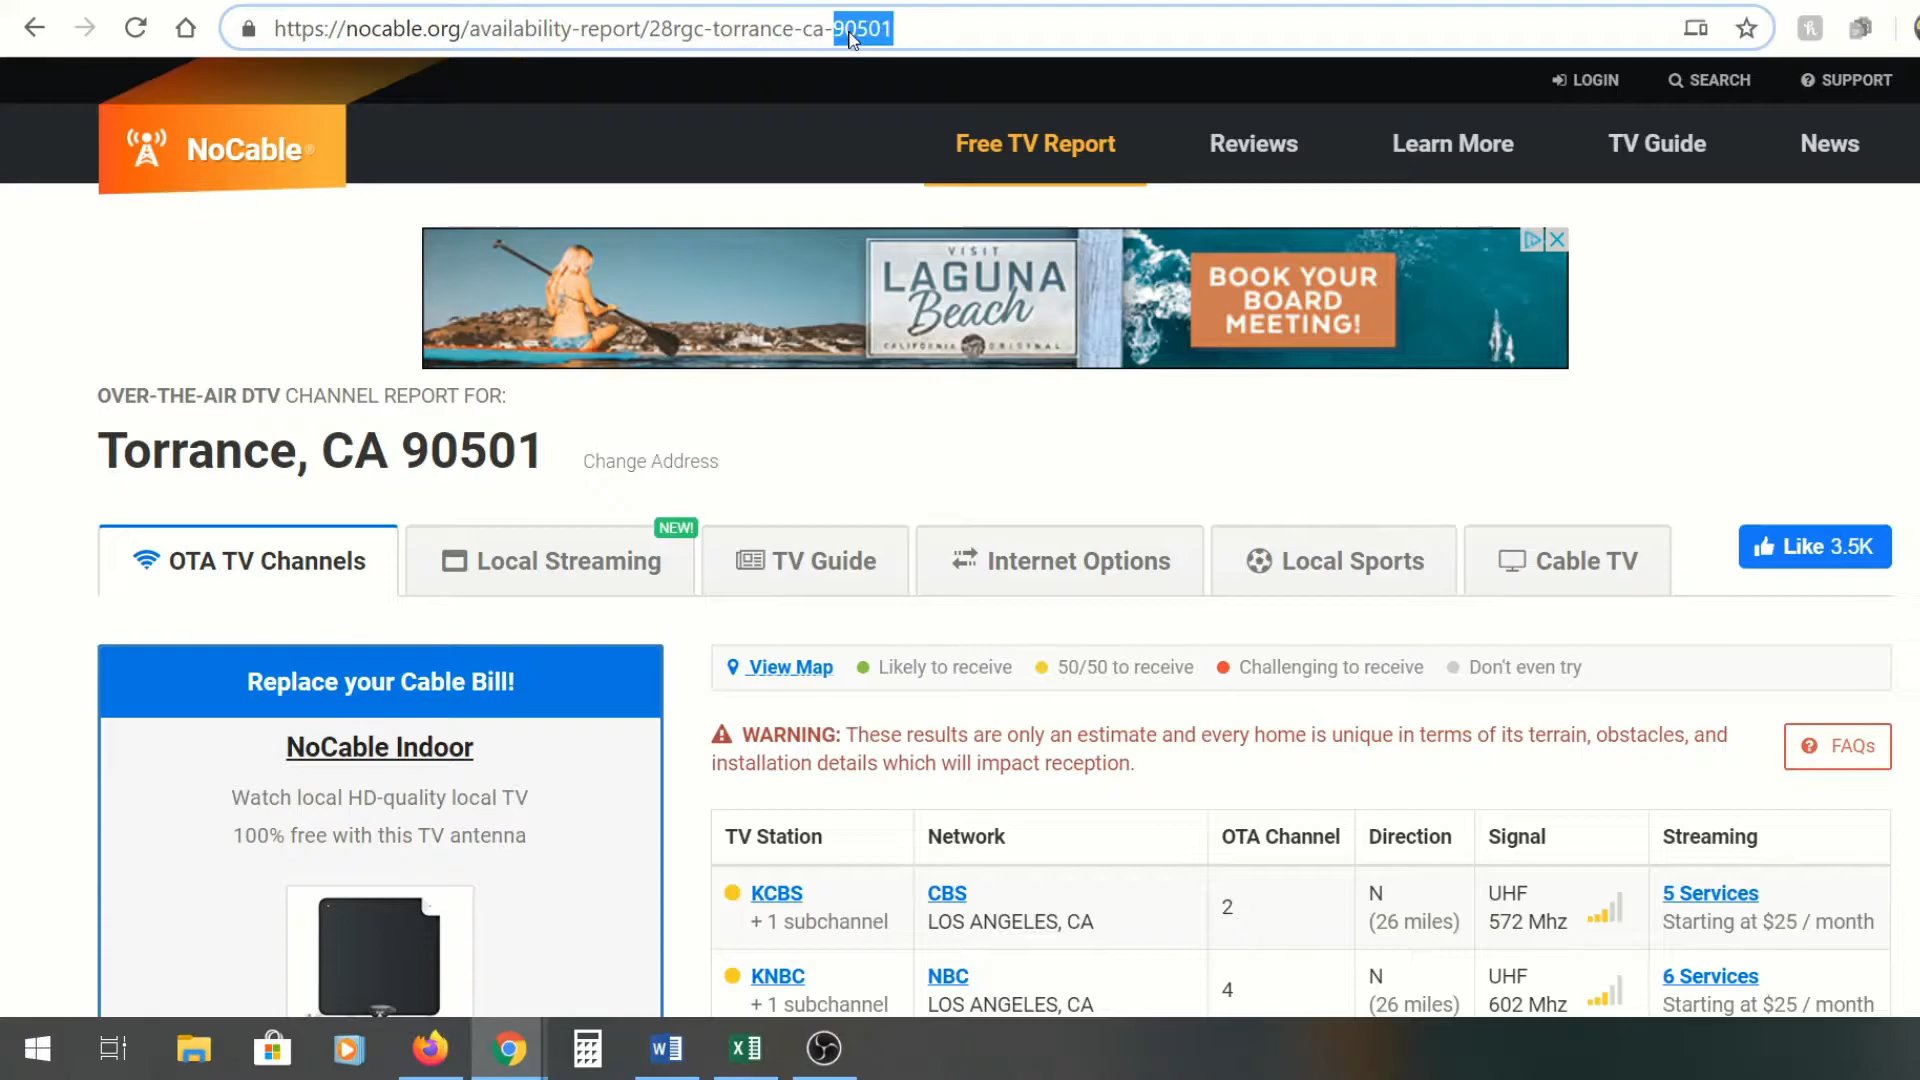 https://nocable.org/availability-report/28rgc-torrance-ca-90501
LOGIN
SEARCH
SUPPORT
NoCable
Free TV Report
Reviews
Learn More
TV Guide
News
VISIT
LAGUNA
Beach
CALIFORNIA ORIGINAL
BOOK YOUR
BOARD
MEETING!
OVER-THE-AIR DTV CHANNEL REPORT FOR:
Torrance, CA 90501
Change Address
OTA TV Channels
Local Streaming
NEW!
TV Guide
Internet Options
Local Sports
Cable TV
Like 3.5K
Replace your Cable Bill!
NoCable Indoor
Watch local HD-quality local TV
100% free with this TV antenna
View Map
Likely to receive
50/50 to receive
Challenging to receive
Don't even try
WARNING: These results are only an estimate and every home is unique in terms of its terrain, obstacles, and
installation details which will impact reception.
FAQs
TV Station Network OTA Channel Direction Signal Streaming
KCBS CBS 2 N UHF 5 Services
+ 1 subchannel LOS ANGELES, CA (26 miles) 572 Mhz Starting at $25 / month
KNBC NBC 4 N UHF 6 Services
+ 1 subchannel LOS ANGELES, CA (26 miles) 602 Mhz Starting at $25 / month